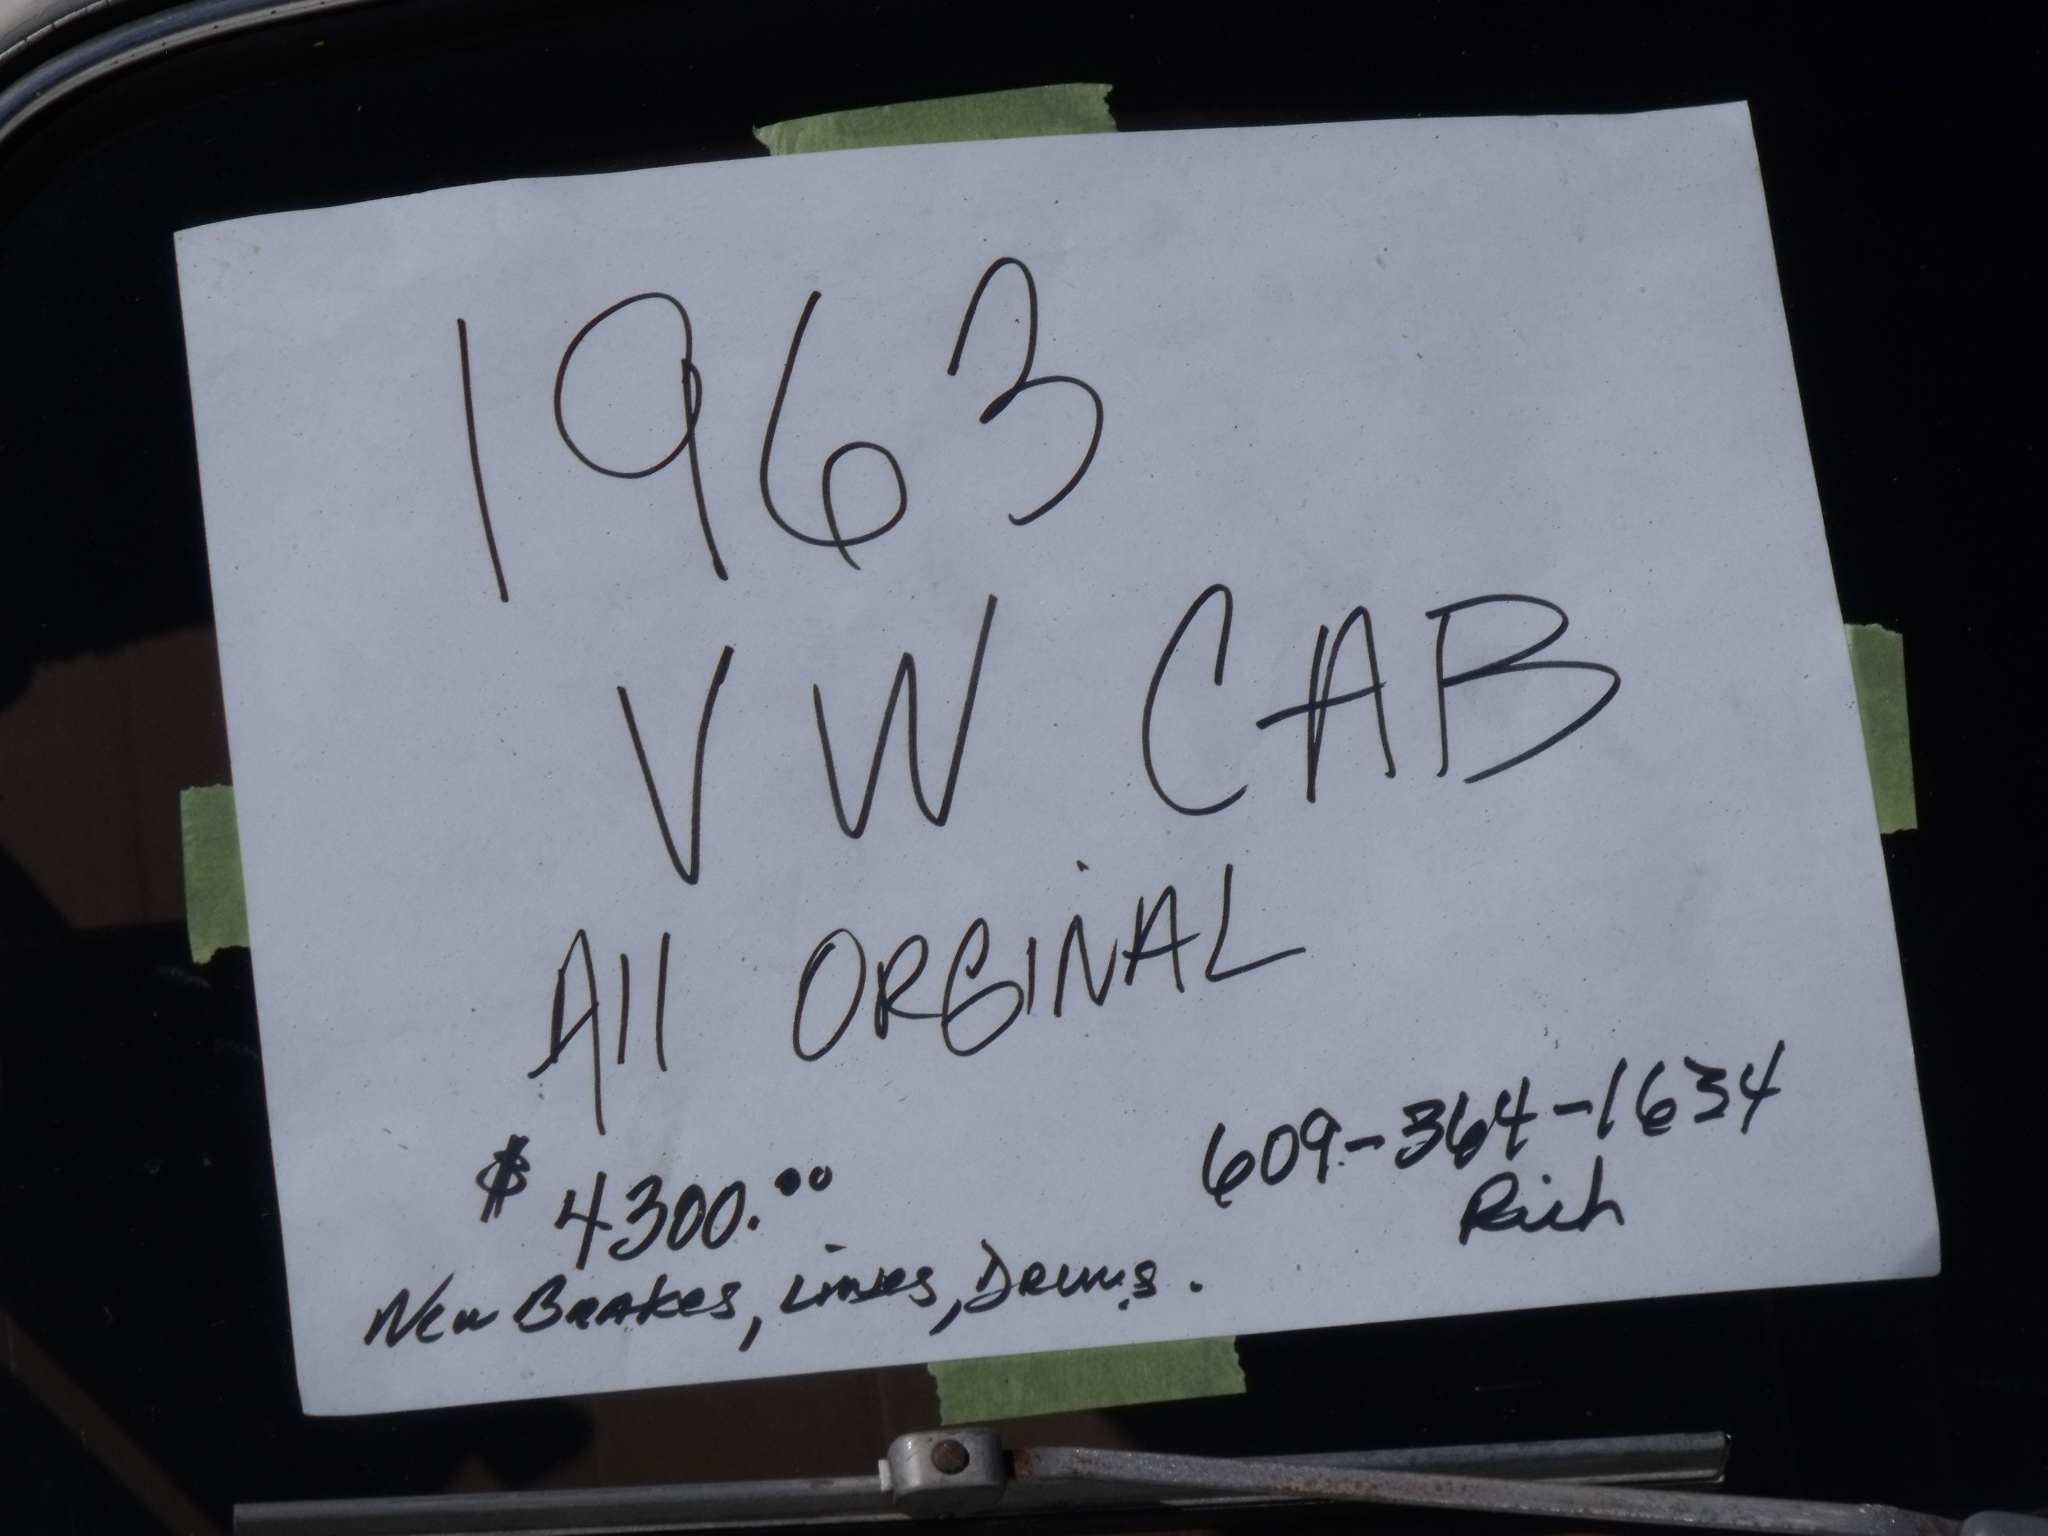 1963
VW CAB
All ORGINAL
$4300.00
609-364-1634
Rich
New BRAKES, LINES, DRUMS.